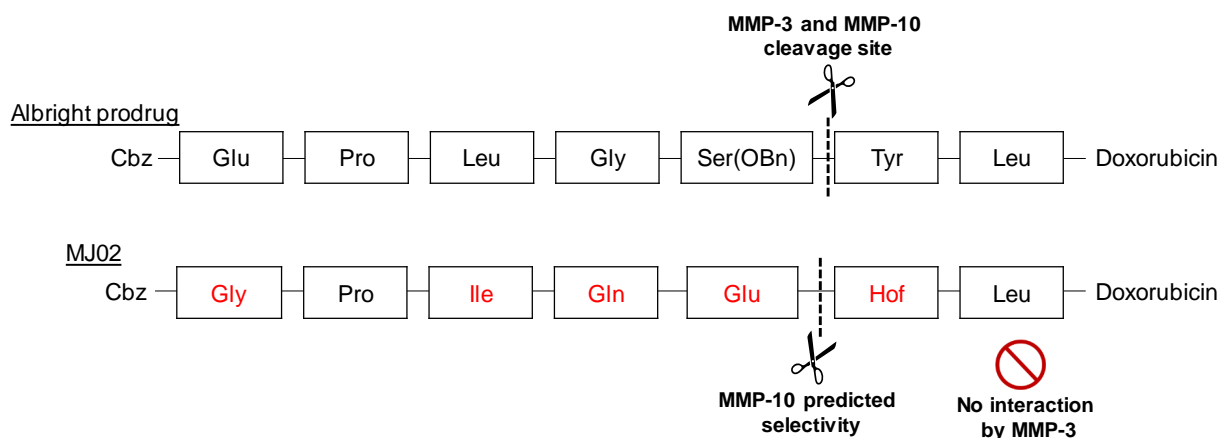 MMP-3 and MMP-10
cleavage site
Albright prodrug
Cbz Glu Pro Leu Gly Ser(OBn) Tyr Leu Doxorubicin
MJ02
Cbz Gly Pro Ile Gln Glu Hof Leu Doxorubicin
MMP-10 predicted
selectivity
No interaction
by MMP-3